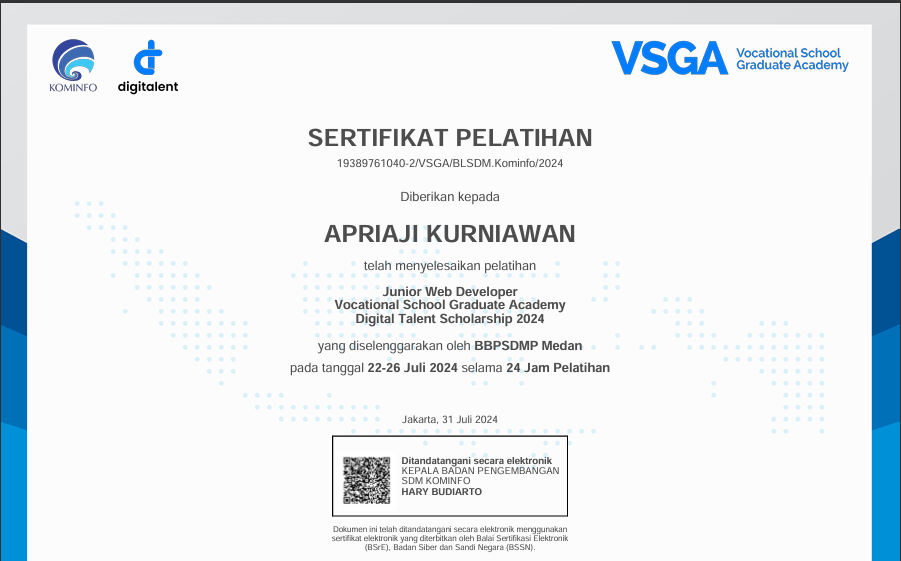 KOMINFO
digitalent
VSGA
Vocational School
Graduate Academy
SERTIFIKAT PELATIHAN
19389761040-2/VSGA/BLSDM.Kominfo/2024
Diberikan kepada
APRIAJI KURNIAWAN
telah menyelesaikan pelatihan
Junior Web Developer
Vocational School Graduate Academy
Digital Talent Scholarship 2024
yang diselenggarakan oleh BBPSDMP Medan
pada tanggal 22-26 Juli 2024 selama 24 Jam Pelatihan
Jakarta, 31 Juli 2024
Ditandatangani secara elektronik
KEPALA BADAN PENGEMBANGAN
SDM KOMINFO
HARY BUDIARTO
Dokumen ini telah ditandatangani secara elektronik menggunakan
sertifikat elektronik yang diterbitkan oleh Balai Sertifikasi Elektronik
(BSrE), Badan Siber dan Sandi Negara (BSSN).